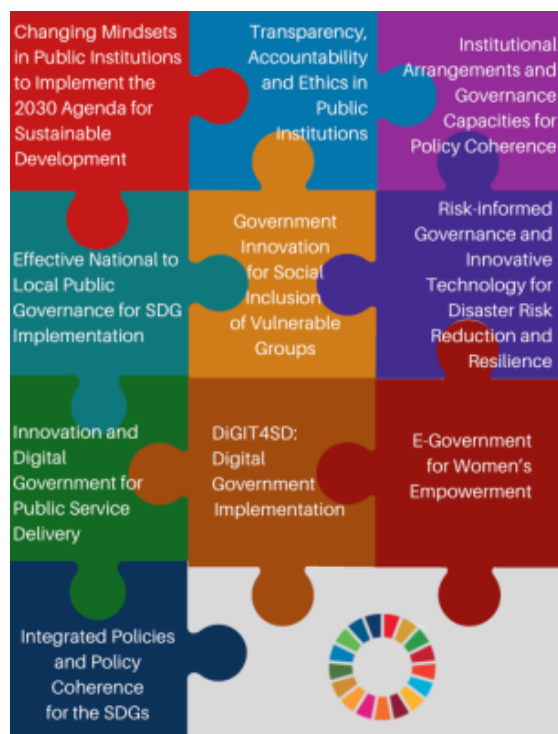 Changing Mindsets
in Public Institutions
to Implement the
2030 Agenda for
Sustainable
Development
Transparency,
Accountability
and Ethics in
Public
Institutions
Institutional
Arrangements and
Governance
Capacities for
Policy Coherence
Effective National to
Local Public
Governance for SDG
Implementation
Government
Innovation
for Social
Inclusion
of Vulnerable
Groups
Risk-informed
Governance and
Innovative
Technology for
Disaster Risk
Reduction and
Resilience
Innovation and
Digital
Government for
Public Service
Delivery
DiGIT4SD:
Digital
Government
Implementation
E-Government
for Women's
Empowerment
Integrated Policies
and Policy
Coherence
for the SDGs